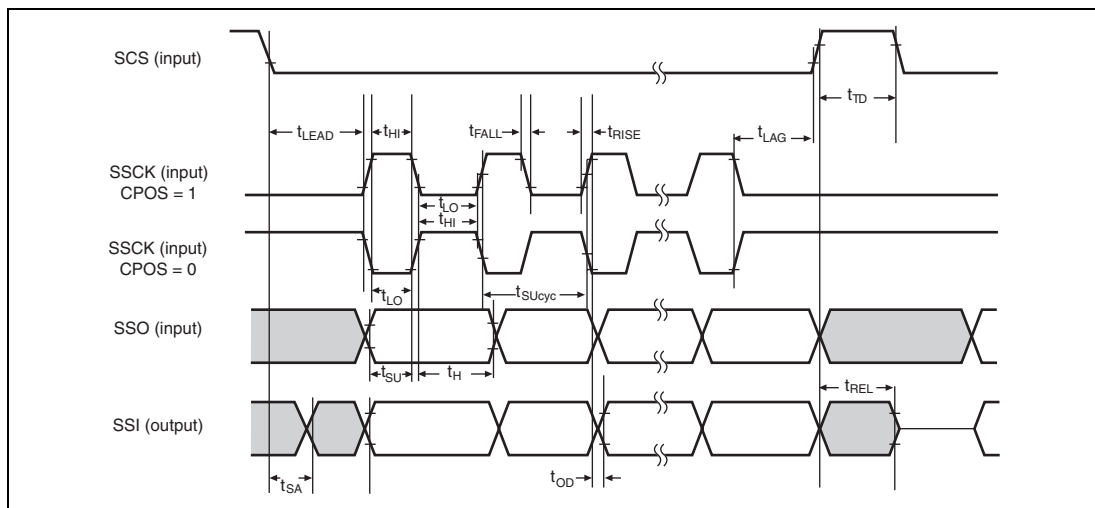 SCS (input)
tTD
tLEAD
tHI
tFALL
tRISE
tLAG
SSCK (input)
CPOS = 1
tLO
tHI
SSCK (input)
CPOS = 0
tLO
tSUcyc
SSO (input)
tSU
tH
tREL
SSI (output)
tOD
tSA